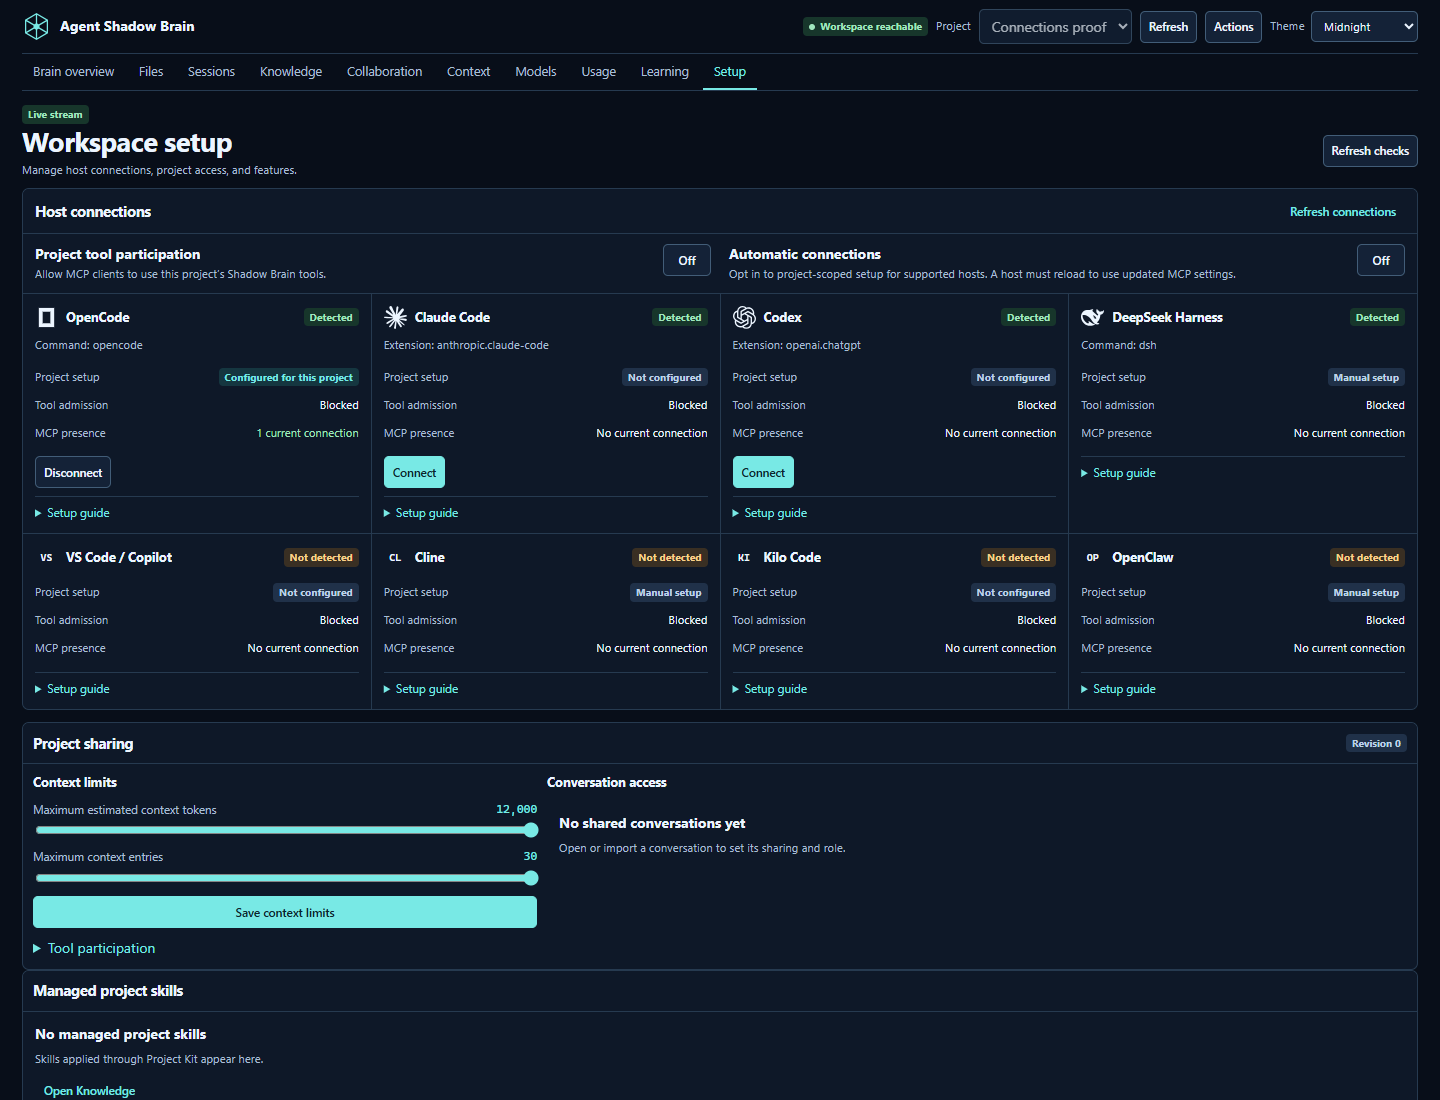 Agent Shadow Brain
Workspace reachable
Project
Connections proof
Refresh
Actions
Theme
Midnight
Brain overview
Files
Sessions
Knowledge
Collaboration
Context
Models
Usage
Learning
Setup
Live stream
Workspace setup
Manage host connections, project access, and features.
Refresh checks
Host connections
Refresh connections
Project tool participation
Allow MCP clients to use this project's Shadow Brain tools.
Off
Automatic connections
Opt in to project-scoped setup for supported hosts. A host must reload to use updated MCP settings.
Off
OpenCode
Detected
Command: opencode
Project setup
Configured for this project
Tool admission
Blocked
MCP presence
1 current connection
Disconnect
Setup guide
Claude Code
Detected
Extension: anthropic.claude-code
Project setup
Not configured
Tool admission
Blocked
MCP presence
No current connection
Connect
Setup guide
Codex
Detected
Extension: openai.chatgpt
Project setup
Not configured
Tool admission
Blocked
MCP presence
No current connection
Connect
Setup guide
DeepSeek Harness
Detected
Command: dsh
Project setup
Manual setup
Tool admission
Blocked
MCP presence
No current connection
Setup guide
VS
VS Code / Copilot
Not detected
Project setup
Not configured
Tool admission
Blocked
MCP presence
No current connection
Setup guide
CL
Cline
Not detected
Project setup
Manual setup
Tool admission
Blocked
MCP presence
No current connection
Setup guide
KI
Kilo Code
Not detected
Project setup
Not configured
Tool admission
Blocked
MCP presence
No current connection
Setup guide
OP
OpenClaw
Not detected
Project setup
Manual setup
Tool admission
Blocked
MCP presence
No current connection
Setup guide
Project sharing
Revision 0
Context limits
Maximum estimated context tokens
12,000
Maximum context entries
30
Save context limits
Tool participation
Conversation access
No shared conversations yet
Open or import a conversation to set its sharing and role.
Managed project skills
No managed project skills
Skills applied through Project Kit appear here.
Open Knowledge